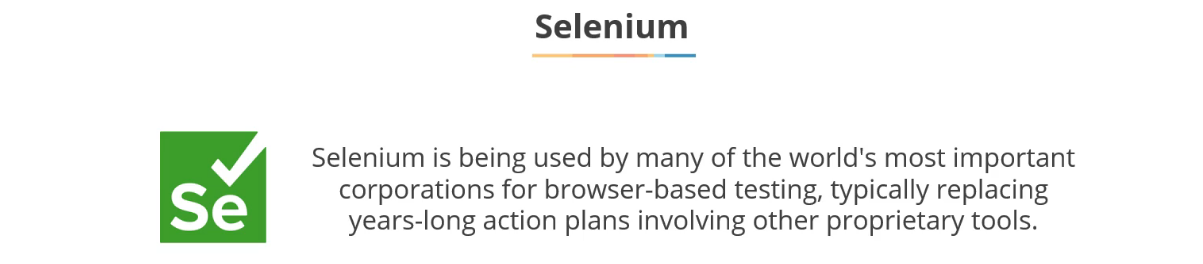 Selenium
Se
Selenium is being used by many of the world's most important
corporations for browser-based testing, typically replacing
years-long action plans involving other proprietary tools.